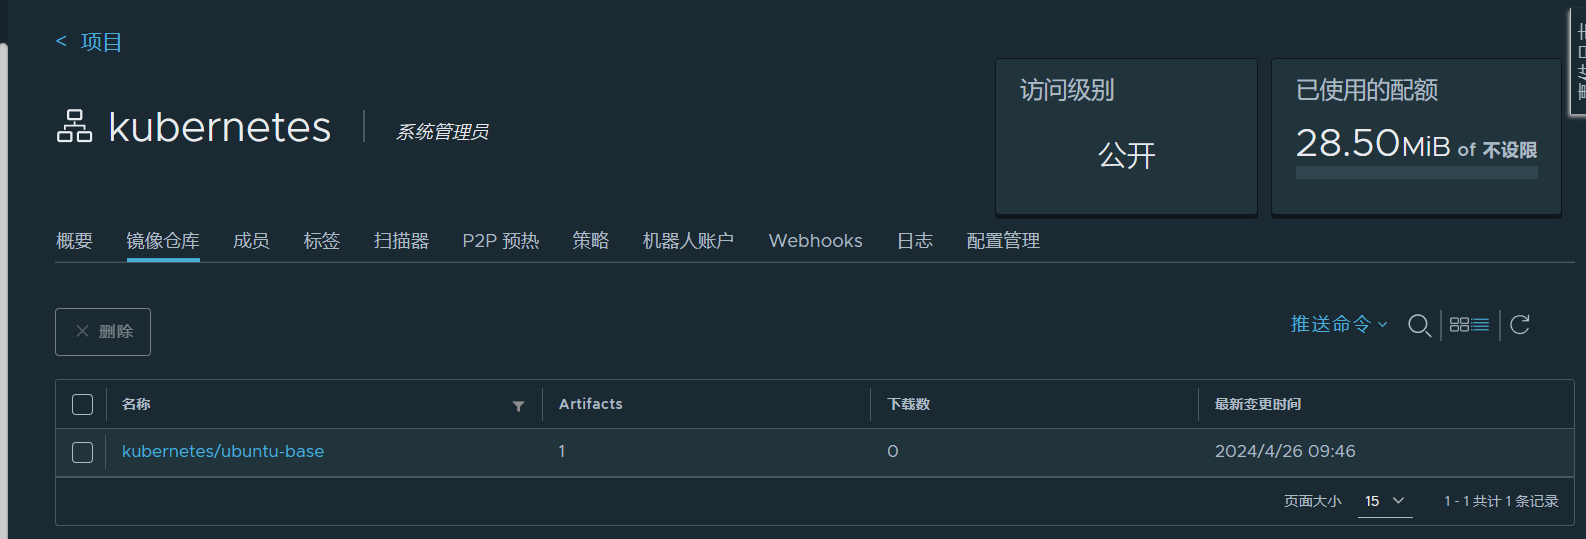 < 项目
kubernetes 系统管理员
访问级别
公开
已使用的配额
28.50MiB of 不设限
概要 镜像仓库 成员 标签 扫描器 P2P 预热 策略 机器人账户 Webhooks 日志 配置管理
删除
推送命令
名称 Artifacts 下载数 最新变更时间
kubernetes/ubuntu-base 1 0 2024/4/26 09:46
页面大小 15 1 - 1 共计 1 条记录